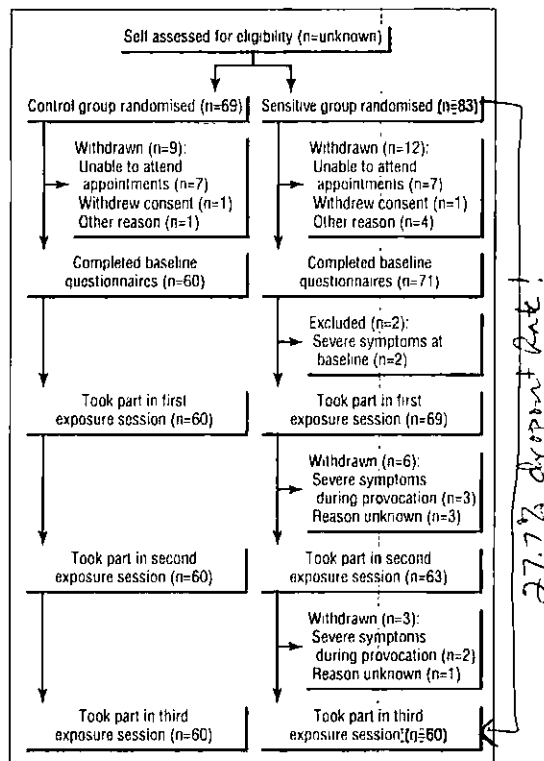 Self assessed for eligibility (n=unknown)
Control group randomised (n=69)
Sensitive group randomised (n=83)
Withdrawn (n=9):
Unable to attend
appointments (n=7)
Withdrew consent (n=1)
Other reason (n=1)
Withdrawn (n=12):
Unable to attend
appointments (n=7)
Withdrew consent (n=1)
Other reason (n=4)
Completed baseline
questionnaires (n=60)
Completed baseline
questionnaires (n=71)
Excluded (n=2):
Severe symptoms at
baseline (n=2)
Took part in first
exposure session (n=60)
Took part in first
exposure session (n=69)
Withdrawn (n=6):
Severe symptoms
during provocation (n=3)
Reason unknown (n=3)
Took part in second
exposure session (n=60)
Took part in second
exposure session (n=63)
Withdrawn (n=3):
Severe symptoms
during provocation (n=2)
Reason unknown (n=1)
Took part in third
exposure session (n=60)
Took part in third
exposure session (n=60)
27.7% dropout Rate!